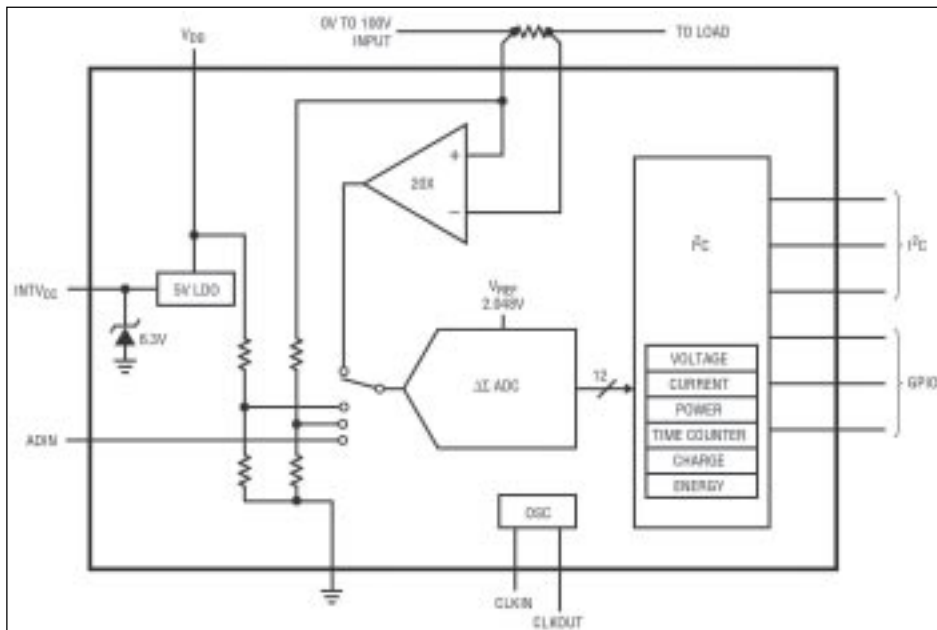 0V TO 100V
INPUT
TO LOAD
VDD
+
20X
−
I²C
I²C
INTVCC
5V LDO
6.3V
VREF
2.048V
ΔΣ ADC
12
VOLTAGE
CURRENT
POWER
TIME COUNTER
CHARGE
ENERGY
GPIO
ADIN
OSC
CLKIN
CLKOUT